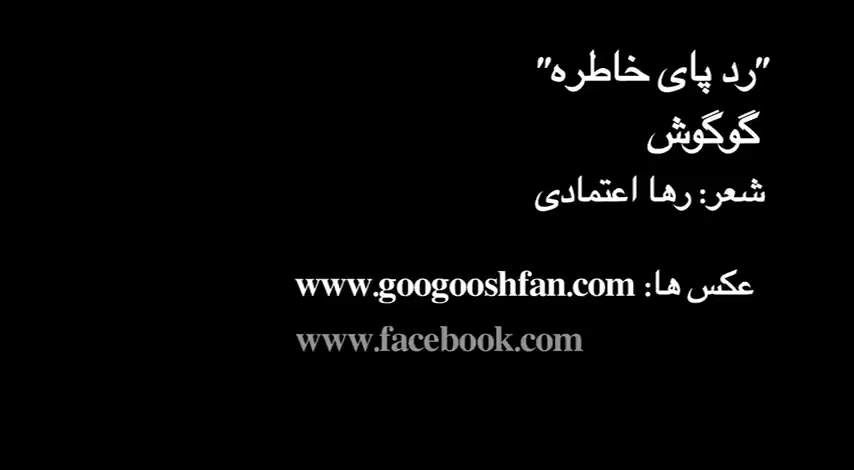 "رد پای خاطره"
گوگوش
شعر: رها اعتمادی
عکس ها: www.googooshfan.com
www.facebook.com